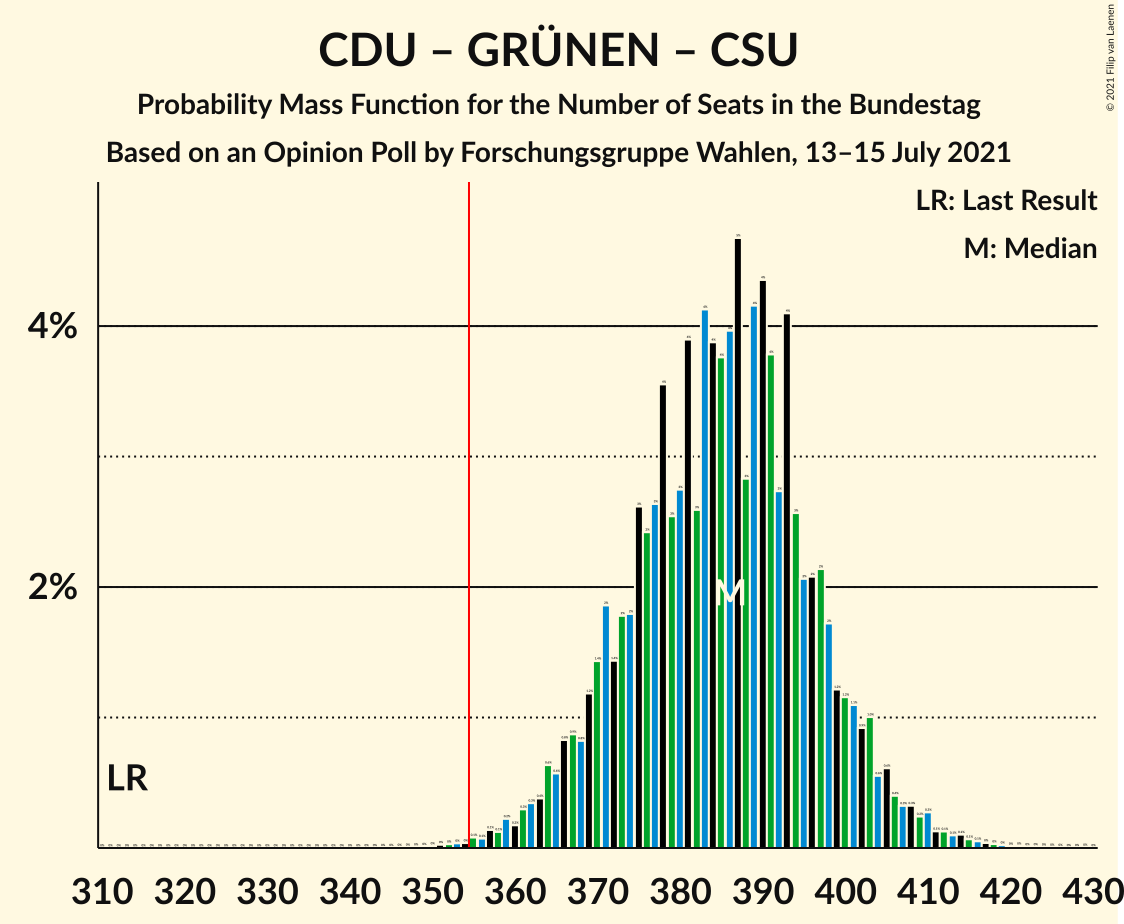 CDU – GRÜNEN – CSU
Probability Mass Function for the Number of Seats in the Bundestag
Based on an Opinion Poll by Forschungsgruppe Wahlen, 13–15 July 2021
© 2021 Filip van Laenen
LR: Last Result
M: Median
4%
2%
M
LR
310 320 330 340 350 360 370 380 390 400 410 420 430